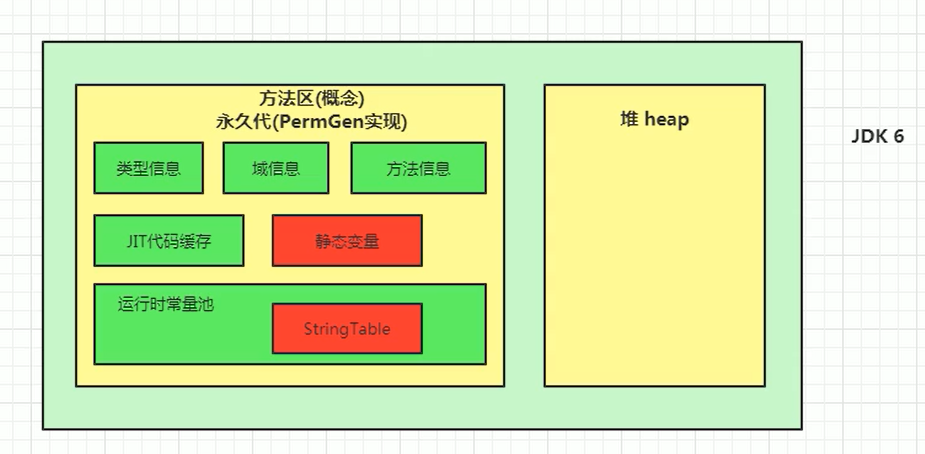 方法区(概念)
永久代(PermGen实现)
堆 heap
JDK 6
类型信息
域信息
方法信息
JIT代码缓存
静态变量
运行时常量池
StringTable